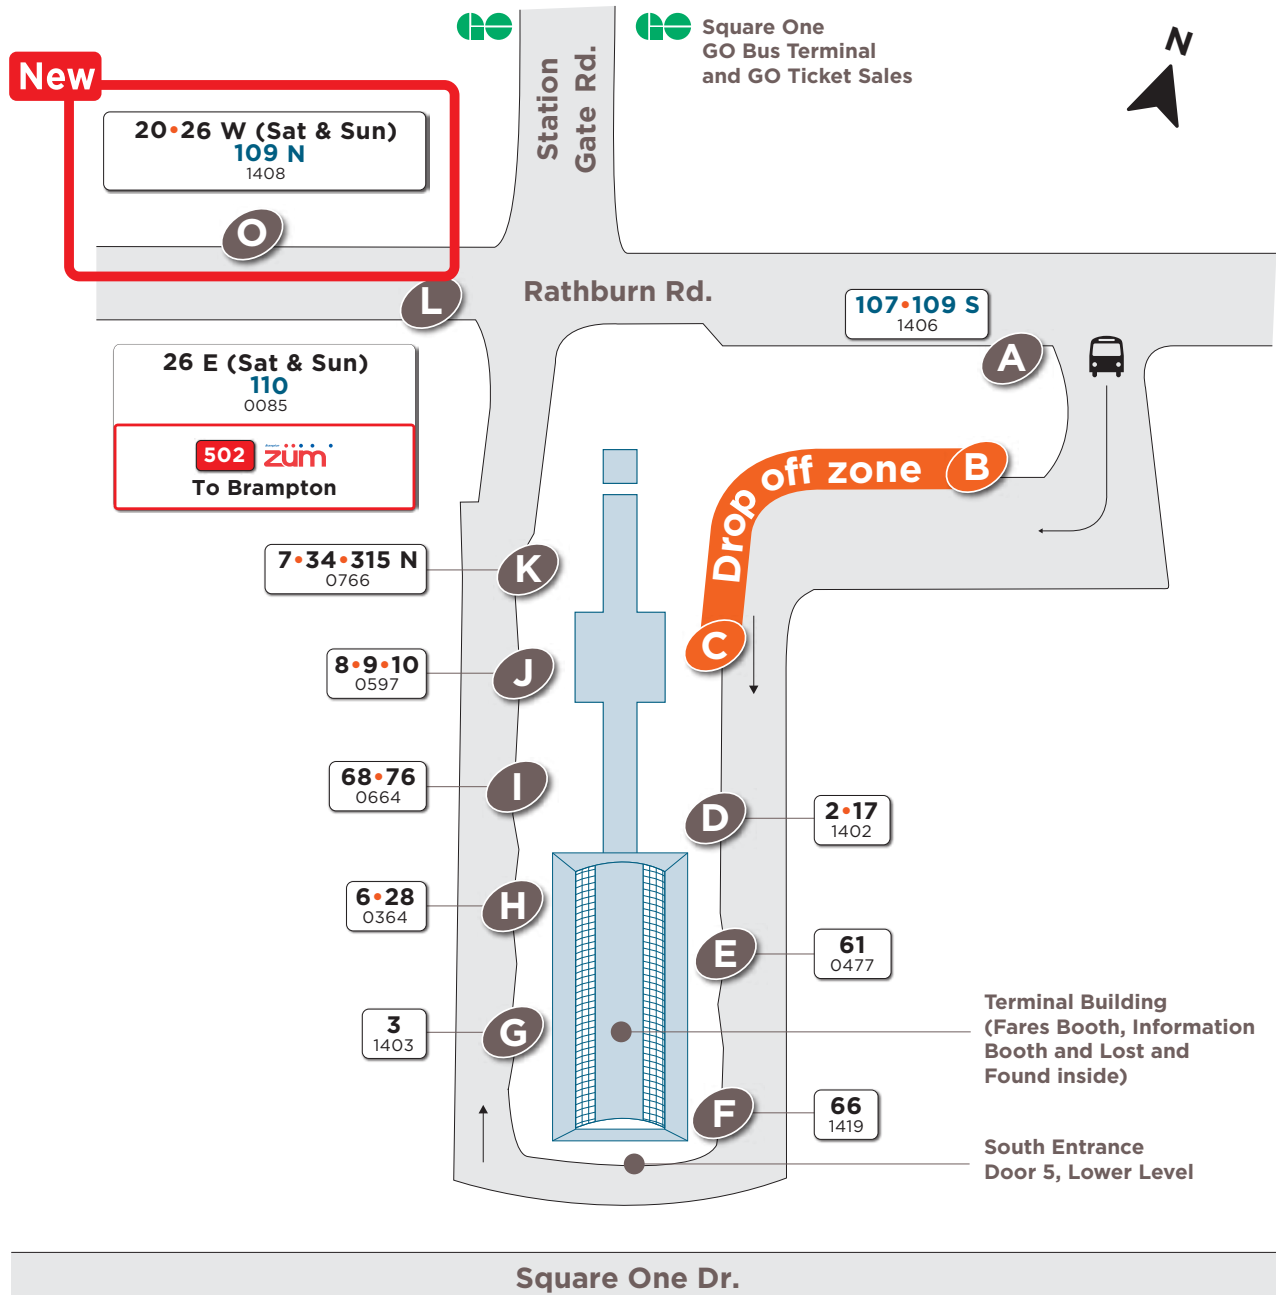 GO
GO
Square One
GO Bus Terminal
and GO Ticket Sales
N
New
Station
Gate Rd.
20•26 W (Sat & Sun)
109 N
1408
O
L
Rathburn Rd.
107•109 S
1406
A
26 E (Sat & Sun)
110
0085
502 züm
To Brampton
Drop off zone
B
C
7•34•315 N
0766
K
8•9•10
0597
J
68•76
0664
I
D
2•17
1402
6•28
0364
H
E
61
0477
3
1403
G
Terminal Building
(Fares Booth, Information
Booth and Lost and
Found inside)
F
66
1419
South Entrance
Door 5, Lower Level
Square One Dr.